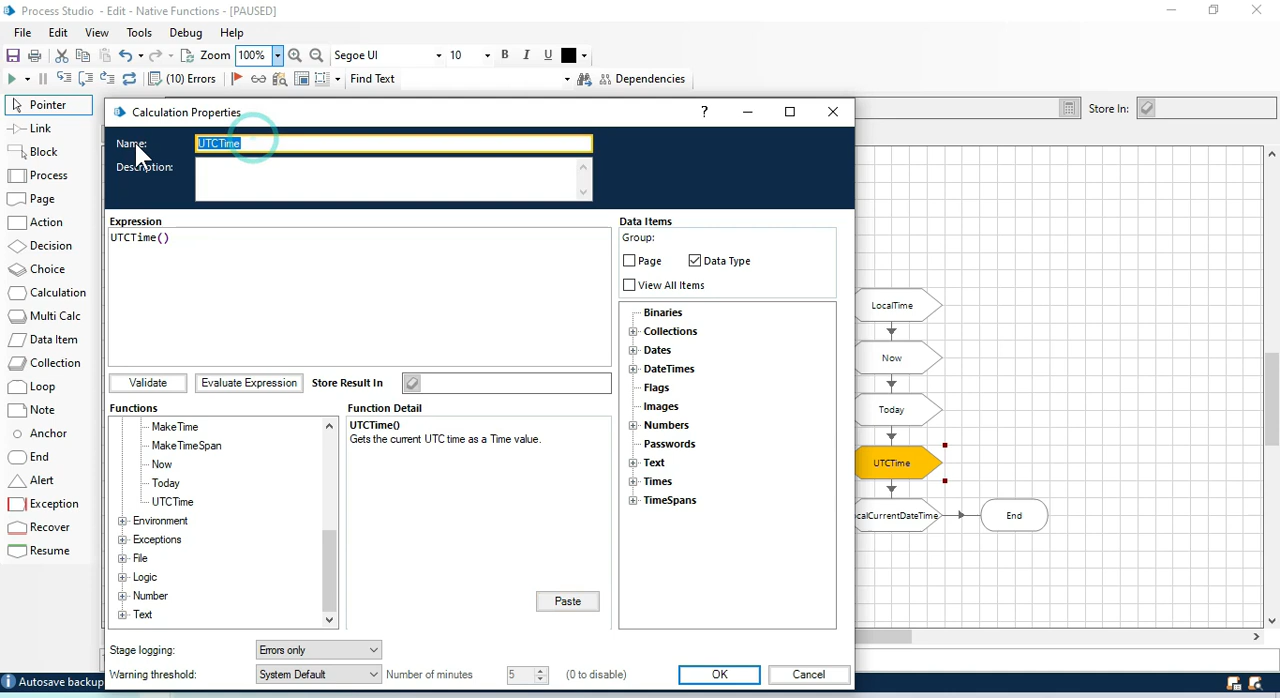 Process Studio - Edit - Native Functions - [PAUSED]
File Edit View Tools Debug Help
Zoom 100% Segoe UI 10 B I U
(10) Errors Find Text Dependencies
Pointer
Link
Block
Process
Page
Action
Decision
Choice
Calculation
Multi Calc
Data Item
Collection
Loop
Note
Anchor
End
Alert
Exception
Recover
Resume
Calculation Properties ?
Name: UTCTime
Description:
Expression
UTCTime()
Validate Evaluate Expression Store Result In
Functions
MakeTime
MakeTimeSpan
Now
Today
UTCTime
Environment
Exceptions
File
Logic
Number
Text
Function Detail
UTCTime()
Gets the current UTC time as a Time value.
Paste
Data Items
Group:
Page Data Type
View All Items
Binaries
Collections
Dates
DateTimes
Flags
Images
Numbers
Passwords
Text
Times
TimeSpans
Stage logging: Errors only
Warning threshold: System Default Number of minutes 5 (0 to disable)
OK Cancel
Store In:
LocalTime
Now
Today
UTCTime
calCurrentDateTime
End
Autosave backup